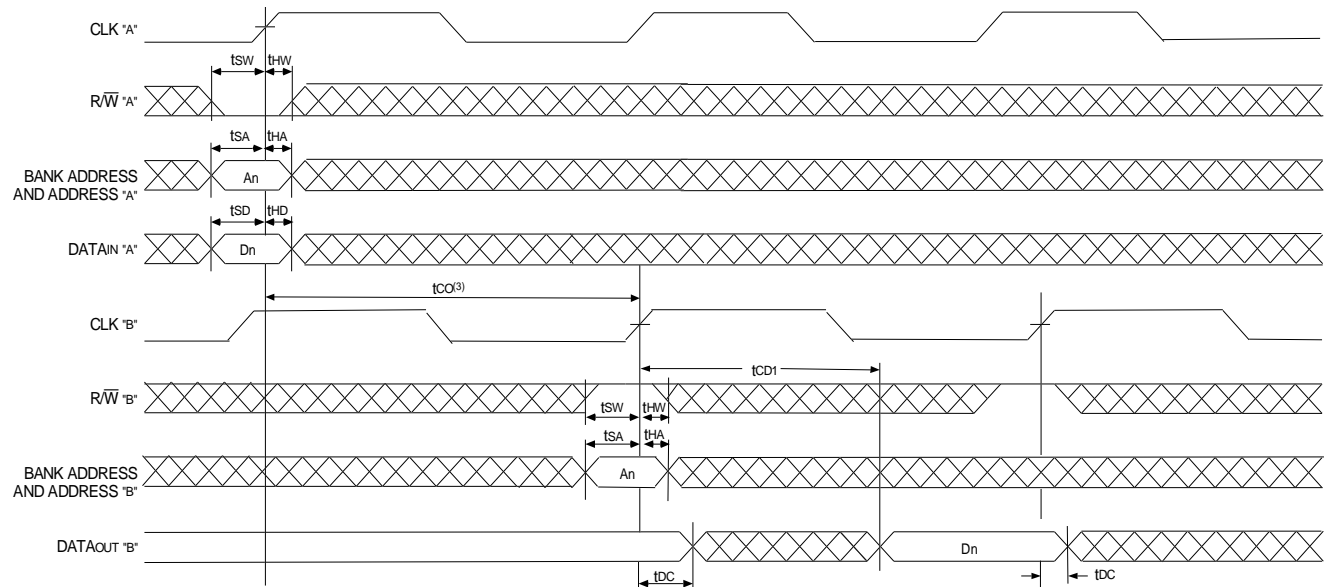 CLK "A"
tSW tHW
R/W̅ "A"
tSA tHA
BANK ADDRESS
AND ADDRESS "A"
An
tSD tHD
DATAIN "A"
Dn
tCO(3)
CLK "B"
tCD1
R/W̅ "B"
tSW tHW
tSA tHA
BANK ADDRESS
AND ADDRESS "B"
An
DATAOUT "B"
Dn
tDC tDC